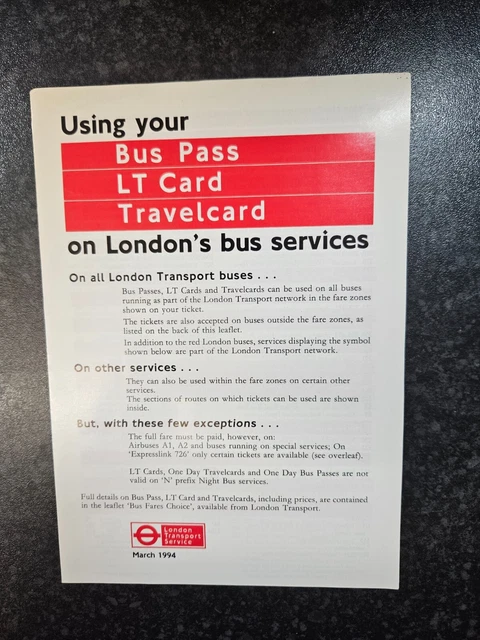 Using your
Bus Pass
LT Card
Travelcard
on London's bus services
On all London Transport buses . . .
Bus Passes, LT Cards and Travelcards can be used on all buses
running as part of the London Transport network in the fare zones
shown on your ticket.
The tickets are also accepted on buses outside the fare zones, as
listed on the back of this leaflet.
In addition to the red London buses, services displaying the symbol
shown below are part of the London Transport network.
On other services . . .
They can also be used within the fare zones on certain other
services.
The sections of routes on which tickets can be used are shown
inside.
But, with these few exceptions . . .
The full fare must be paid, however, on:
Airbuses A1, A2 and buses running on special services; On
'Expresslink 726' only certain tickets are available (see overleaf).
LT Cards, One Day Travelcards and One Day Bus Passes are not
valid on 'N' prefix Night Bus services.
Full details on Bus Pass, LT Card and Travelcards, including prices, are contained
in the leaflet 'Bus Fares Choice', available from London Transport.
London
Transport
Service
March 1994